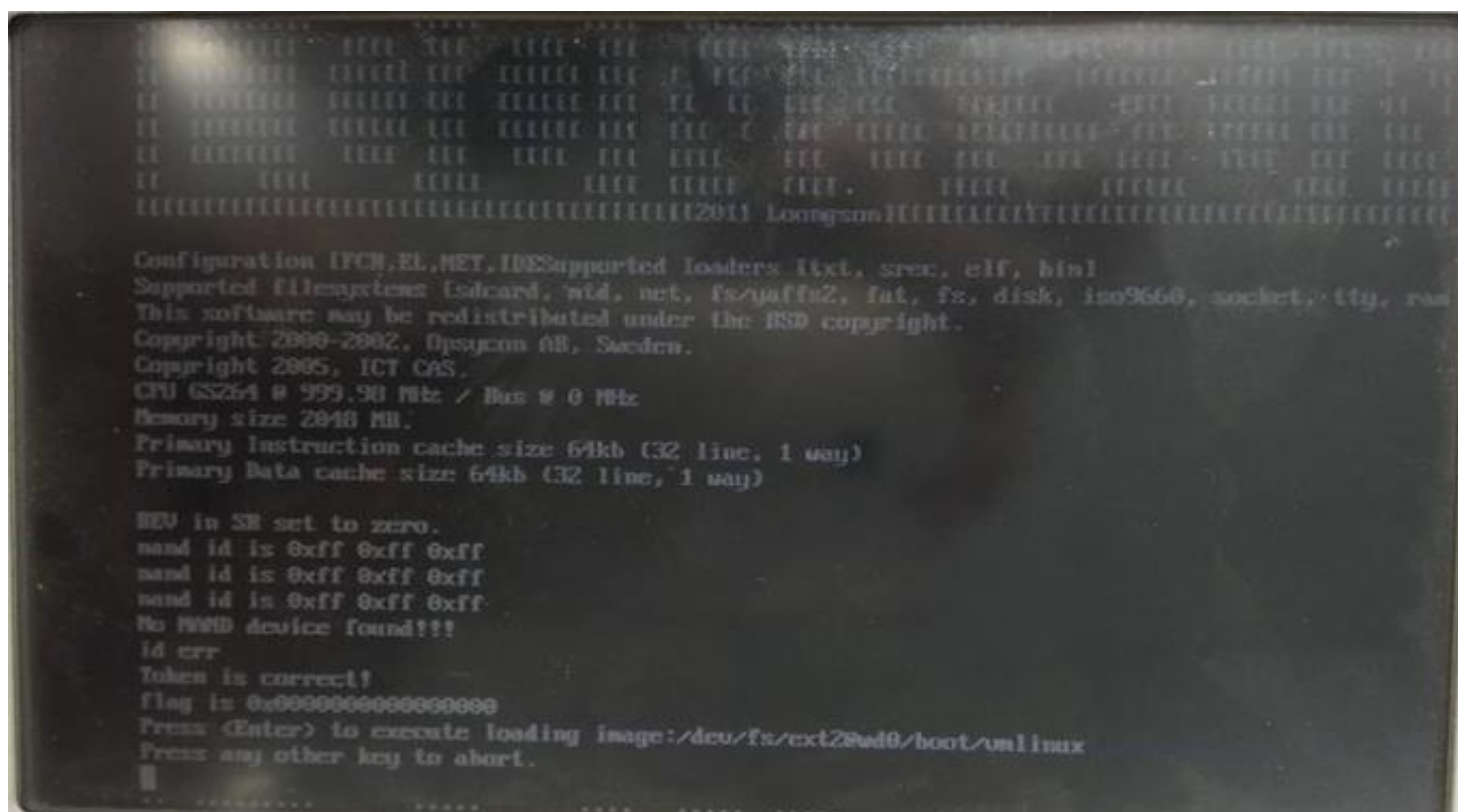 2011 Loongson
Configuration [FCR,EL,NET,IDESupported loaders [txt, srec, elf, bin]
Supported filesystems [sdcard, mtd, net, fs/yaffs2, fat, fs, disk, iso9660, socket, tty, ram
This software may be redistributed under the BSD copyright.
Copyright 2000-2002, Opsycon AB, Sweden.
Copyright 2005, ICT CAS.
CPU GS264 @ 999.98 MHz / Bus @ 0 MHz
Memory size 2048 MB.
Primary Instruction cache size 64kb (32 line, 1 way)
Primary Data cache size 64kb (32 line, 1 way)
BEV in SR set to zero.
nand id is 0xff 0xff 0xff
nand id is 0xff 0xff 0xff
nand id is 0xff 0xff 0xff
No NAND device found!!!
id err
Token is correct!
flag is 0x0000000000000000
Press <Enter> to execute loading image:/dev/fs/ext2@wd0/boot/vmlinux
Press any other key to abort.